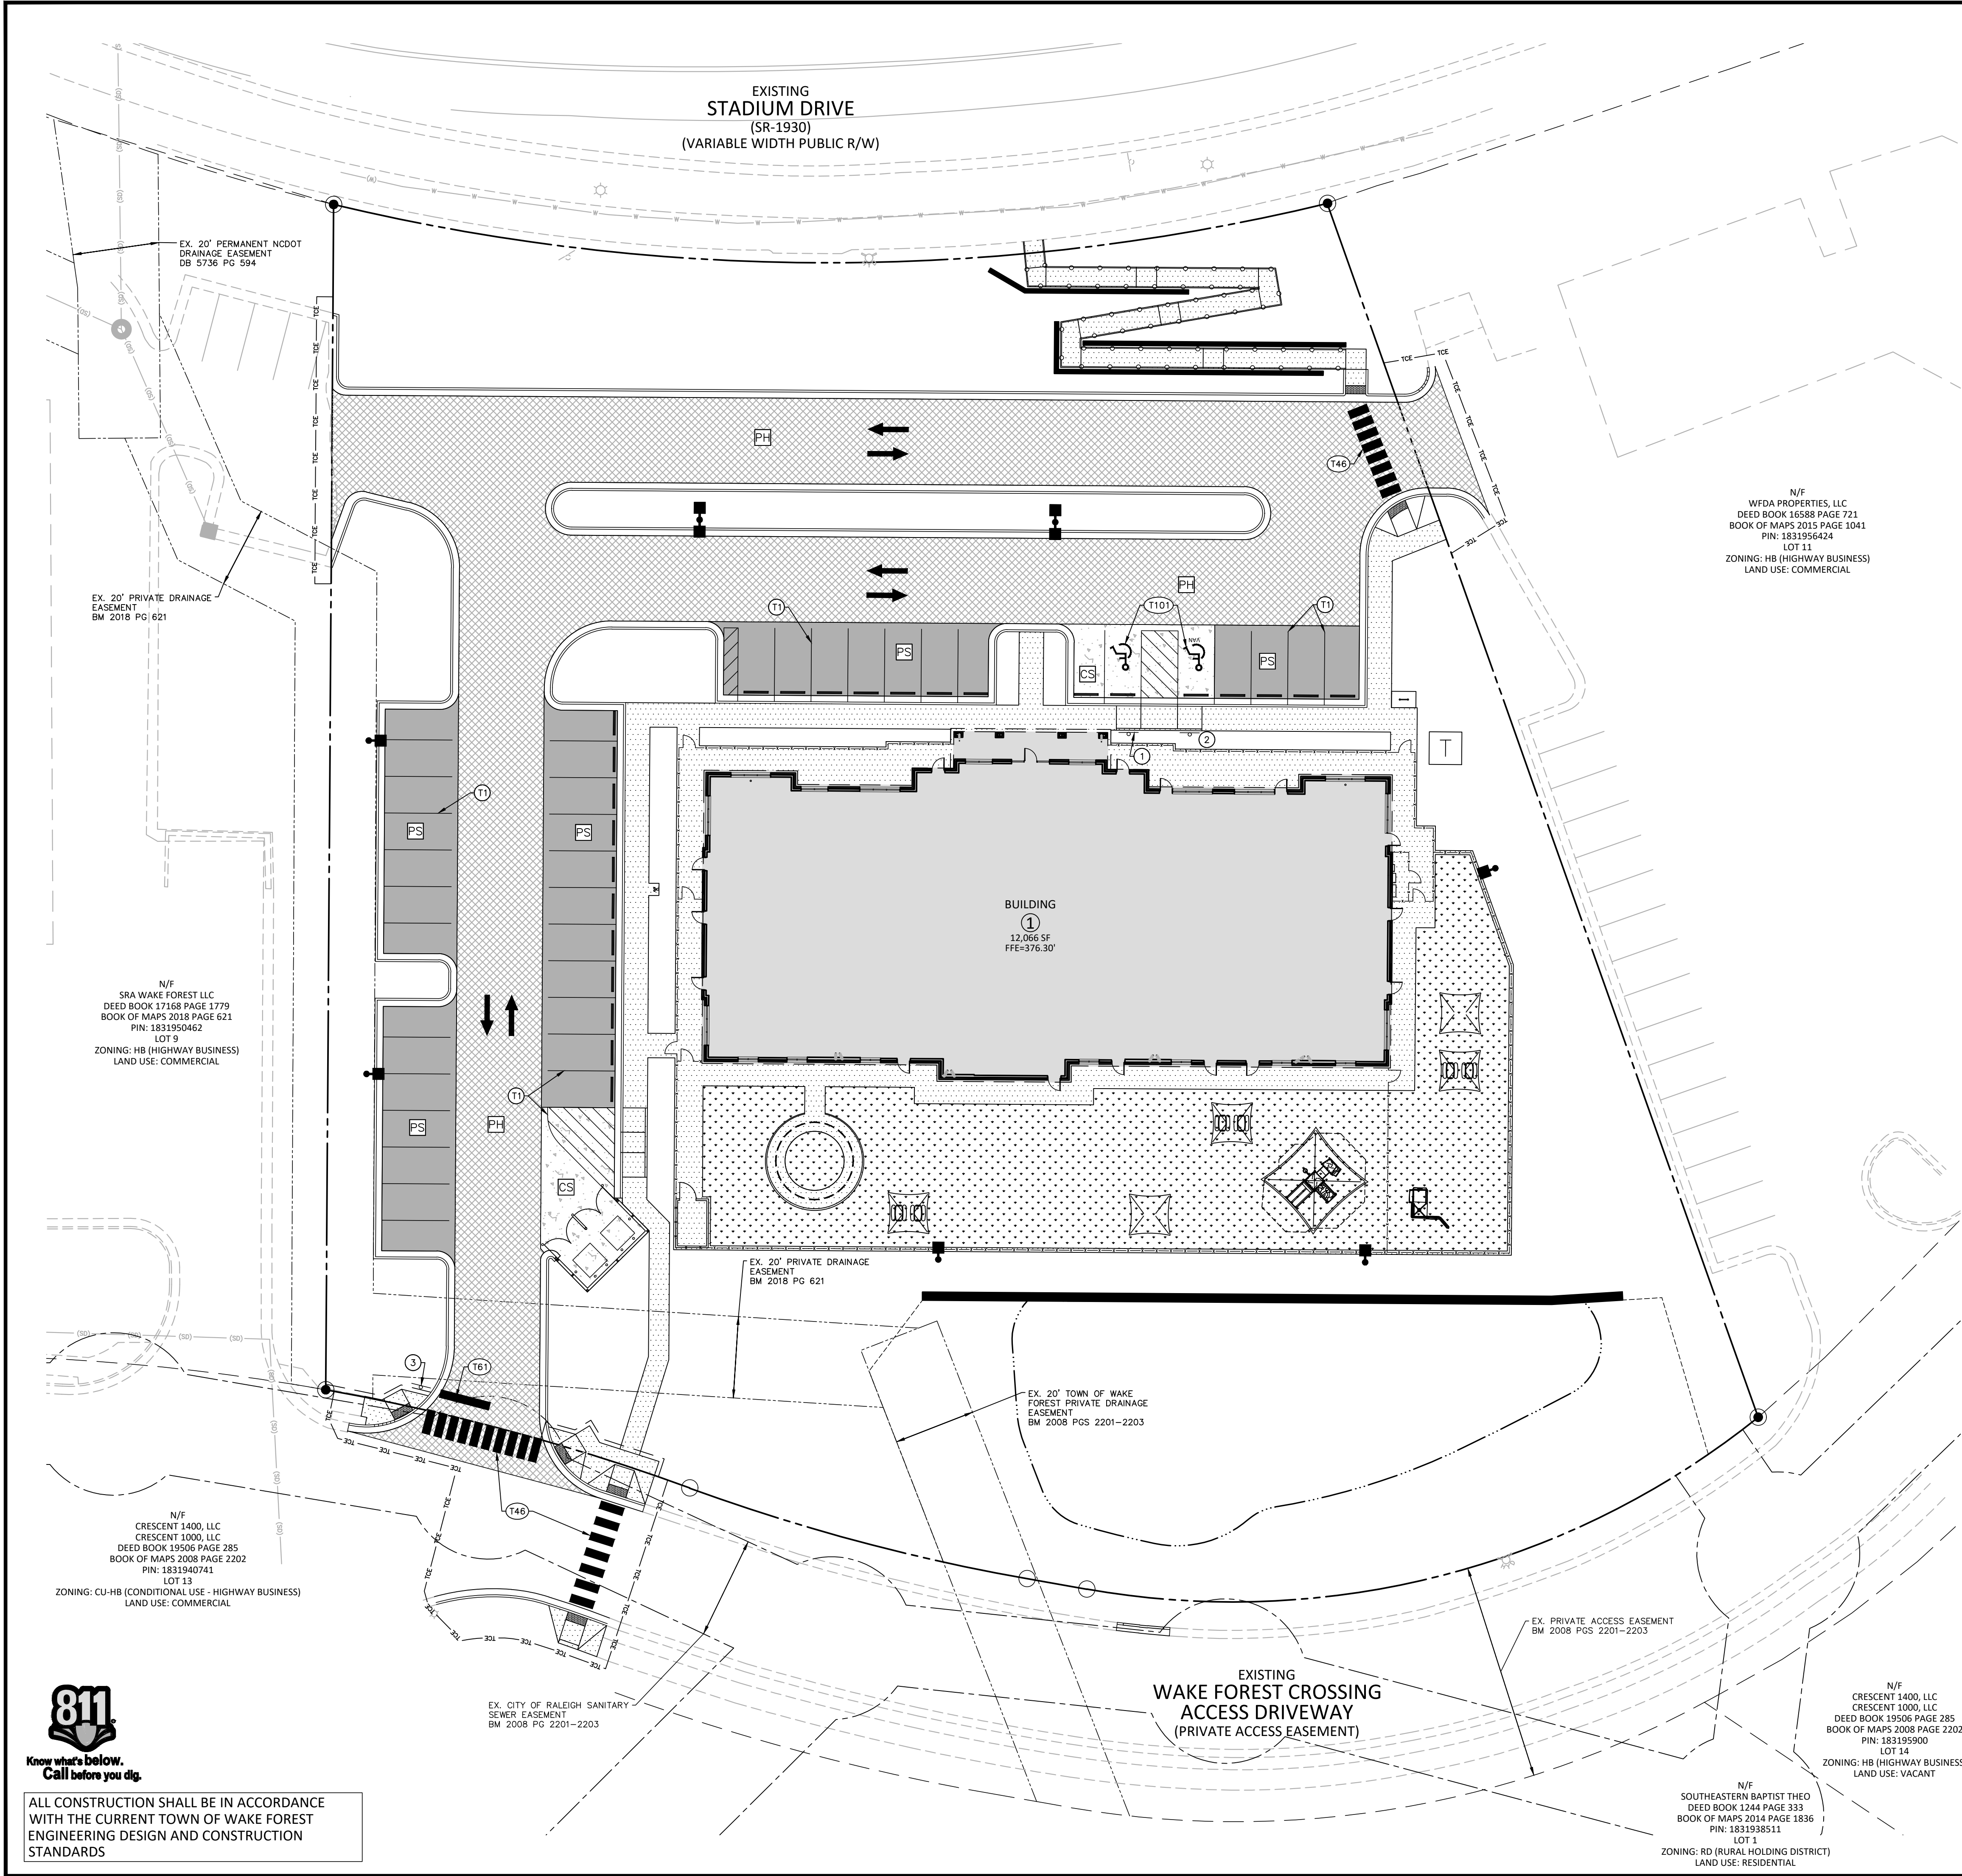 EXISTING
STADIUM DRIVE
(SR-1930)
(VARIABLE WIDTH PUBLIC R/W)
EX. 20' PERMANENT NCDOT
DRAINAGE EASEMENT
DB 5736 PG 594
EX. 20' PRIVATE DRAINAGE
EASEMENT
BM 2018 PG 621
PH
T46
N/F
WFDA PROPERTIES, LLC
DEED BOOK 16588 PAGE 721
BOOK OF MAPS 2015 PAGE 1041
PIN: 1831956424
LOT 11
ZONING: HB (HIGHWAY BUSINESS)
LAND USE: COMMERCIAL
PH
T1
T101
T1
VAN
PS
CS
PS
T
1
2
T1
PS
PS
BUILDING
1
12,066 SF
FFE=376.30'
N/F
SRA WAKE FOREST LLC
DEED BOOK 17168 PAGE 1779
BOOK OF MAPS 2018 PAGE 621
PIN: 1831950462
LOT 9
ZONING: HB (HIGHWAY BUSINESS)
LAND USE: COMMERCIAL
T1
PS
PH
CS
EX. 20' PRIVATE DRAINAGE
EASEMENT
BM 2018 PG 621
3
T61
EX. 20' TOWN OF WAKE
FOREST PRIVATE DRAINAGE
EASEMENT
BM 2008 PGS 2201-2203
T46
N/F
CRESCENT 1400, LLC
CRESCENT 1000, LLC
DEED BOOK 19506 PAGE 285
BOOK OF MAPS 2008 PAGE 2202
PIN: 1831940741
LOT 13
ZONING: CU-HB (CONDITIONAL USE - HIGHWAY BUSINESS)
LAND USE: COMMERCIAL
EX. PRIVATE ACCESS EASEMENT
BM 2008 PGS 2201-2203
EX. CITY OF RALEIGH SANITARY
SEWER EASEMENT
BM 2008 PG 2201-2203
EXISTING
WAKE FOREST CROSSING
ACCESS DRIVEWAY
(PRIVATE ACCESS EASEMENT)
N/F
CRESCENT 1400, LLC
CRESCENT 1000, LLC
DEED BOOK 19506 PAGE 285
BOOK OF MAPS 2008 PAGE 2202
PIN: 183195900
LOT 14
ZONING: HB (HIGHWAY BUSINESS
LAND USE: VACANT
N/F
SOUTHEASTERN BAPTIST THEO
DEED BOOK 1244 PAGE 333
BOOK OF MAPS 2014 PAGE 1836
PIN: 1831938511
LOT 1
ZONING: RD (RURAL HOLDING DISTRICT)
LAND USE: RESIDENTIAL
811
Know what's below.
Call before you dig.
ALL CONSTRUCTION SHALL BE IN ACCORDANCE
WITH THE CURRENT TOWN OF WAKE FOREST
ENGINEERING DESIGN AND CONSTRUCTION
STANDARDS